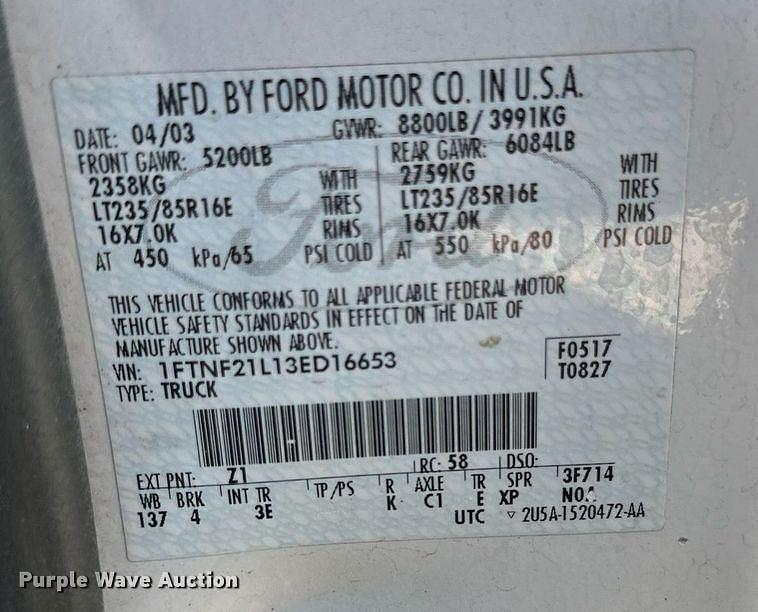 MFD. BY FORD MOTOR CO. IN U.S.A.
DATE: 04/03 GVWR: 8800LB/ 3991KG
FRONT GAWR: 5200LB REAR GAWR: 6084LB
2358KG WITH 2759KG WITH
LT235/85R16E TIRES LT235/85R16E TIRES
16X7.0K RIMS 16X7.0K RIMS
AT 450 kPa/65 PSI COLD AT 550 kPa/80 PSI COLD
Ford
THIS VEHICLE CONFORMS TO ALL APPLICABLE FEDERAL MOTOR
VEHICLE SAFETY STANDARDS IN EFFECT ON THE DATE OF
MANUFACTURE SHOWN ABOVE.
VIN: 1FTNF21L13ED16653 F0517
TYPE: TRUCK T0827
EXT PNT: Z1 RC: 58 DSO:
WB BRK INT TR TP/PS R AXLE TR SPR 3F714
137 4 3E K C1 E XP NO.
UTC ▽ 2U5A-1520472-AA
Purple Wave Auction